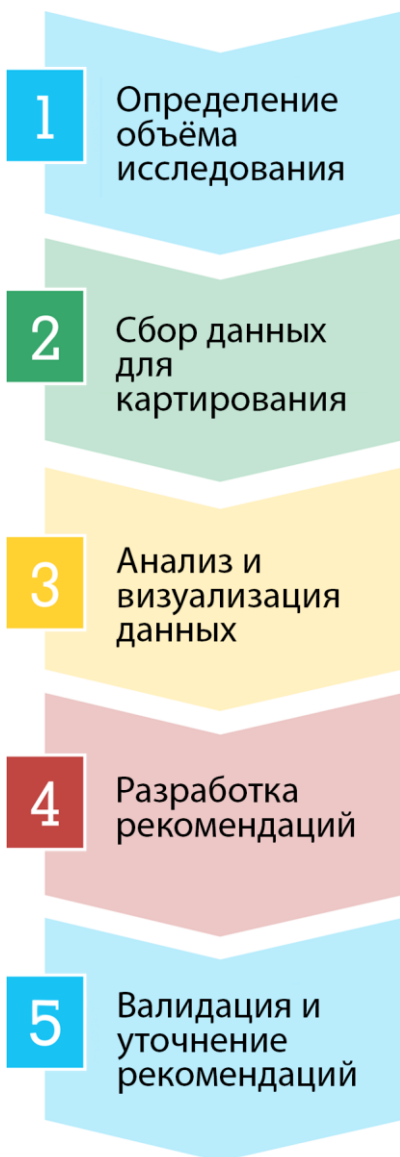 1
Определение
объёма
исследования
2
Сбор данных
для
картирования
3
Анализ и
визуализация
данных
4
Разработка
рекомендаций
5
Валидация и
уточнение
рекомендаций